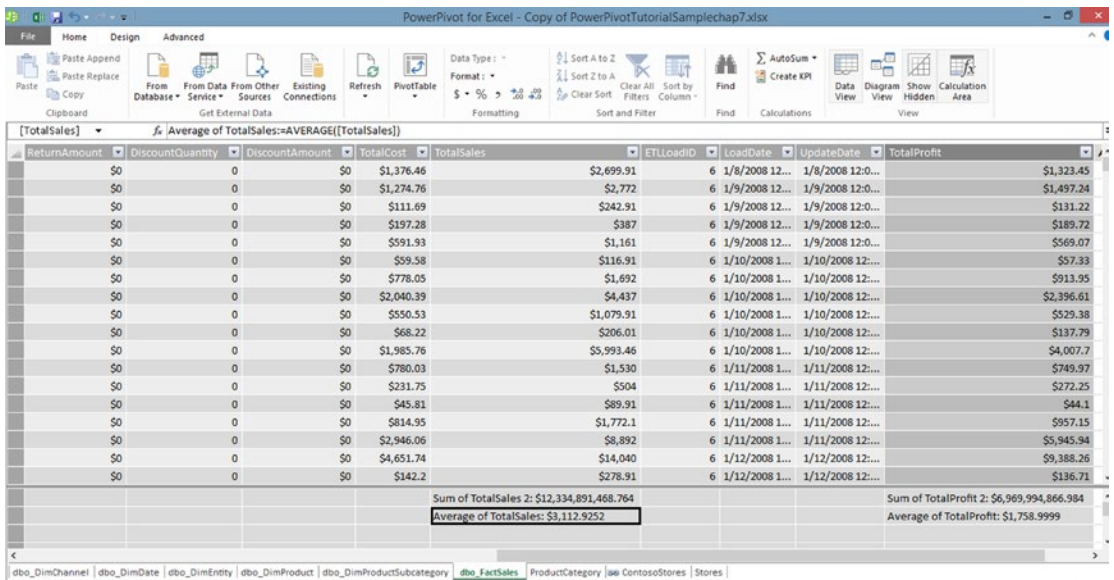 PowerPivot for Excel - Copy of PowerPivotTutorialSamplechap7.xlsx
File Home Design Advanced
Paste
Paste Append
Paste Replace
Copy
Clipboard
From Database
From Data Service
From Other Sources
Existing Connections
Get External Data
Refresh
PivotTable
Data Type :
Format :
$ % ,
Formatting
Sort A to Z
Sort Z to A
Clear Sort
Clear All Filters
Sort by Column
Sort and Filter
Find
Find
AutoSum
Create KPI
Calculations
Data View
Diagram View
Show Hidden
Calculation Area
View
[TotalSales] fx Average of TotalSales:=AVERAGE([TotalSales])
ReturnAmount DiscountQuantity DiscountAmount TotalCost TotalSales ETLLoadID LoadDate UpdateDate TotalProfit
$0 0 $0 $1,376.46 $2,699.91 6 1/8/2008 12... 1/8/2008 12:0... $1,323.45
$0 0 $0 $1,274.76 $2,772 6 1/9/2008 12... 1/9/2008 12:0... $1,497.24
$0 0 $0 $111.69 $242.91 6 1/9/2008 12... 1/9/2008 12:0... $131.22
$0 0 $0 $197.28 $387 6 1/9/2008 12... 1/9/2008 12:0... $189.72
$0 0 $0 $591.93 $1,161 6 1/9/2008 12... 1/9/2008 12:0... $569.07
$0 0 $0 $59.58 $116.91 6 1/10/2008 1... 1/10/2008 12:... $57.33
$0 0 $0 $778.05 $1,692 6 1/10/2008 1... 1/10/2008 12:... $913.95
$0 0 $0 $2,040.39 $4,437 6 1/10/2008 1... 1/10/2008 12:... $2,396.61
$0 0 $0 $550.53 $1,079.91 6 1/10/2008 1... 1/10/2008 12:... $529.38
$0 0 $0 $68.22 $206.01 6 1/10/2008 1... 1/10/2008 12:... $137.79
$0 0 $0 $1,985.76 $5,993.46 6 1/10/2008 1... 1/10/2008 12:... $4,007.7
$0 0 $0 $780.03 $1,530 6 1/11/2008 1... 1/11/2008 12:... $749.97
$0 0 $0 $231.75 $504 6 1/11/2008 1... 1/11/2008 12:... $272.25
$0 0 $0 $45.81 $89.91 6 1/11/2008 1... 1/11/2008 12:... $44.1
$0 0 $0 $814.95 $1,772.1 6 1/11/2008 1... 1/11/2008 12:... $957.15
$0 0 $0 $2,946.06 $8,892 6 1/11/2008 1... 1/11/2008 12:... $5,945.94
$0 0 $0 $4,651.74 $14,040 6 1/12/2008 1... 1/12/2008 12:... $9,388.26
$0 0 $0 $142.2 $278.91 6 1/12/2008 1... 1/12/2008 12:... $136.71
Sum of TotalSales 2: $12,334,891,468.764 Sum of TotalProfit 2: $6,969,994,866.984
Average of TotalSales: $3,112.9252 Average of TotalProfit: $1,758.9999
dbo_DimChannel dbo_DimDate dbo_DimEntity dbo_DimProduct dbo_DimProductSubcategory dbo_FactSales ProductCategory ContosoStores Stores